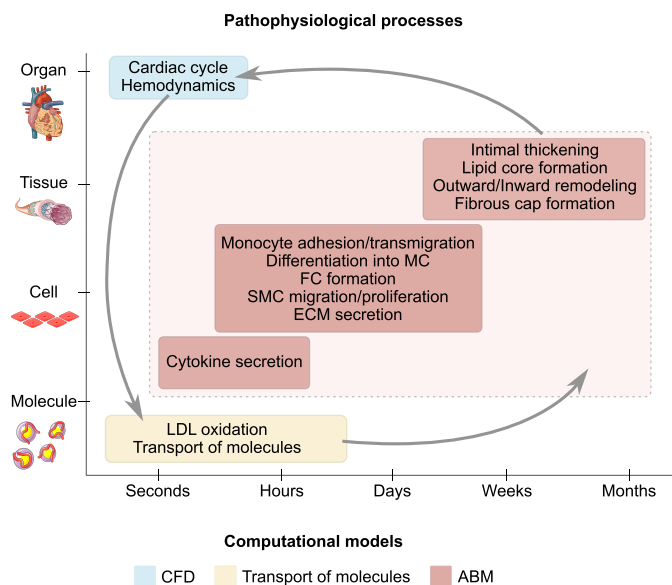 Pathophysiological processes
Organ
Cardiac cycle
Hemodynamics
Intimal thickening
Lipid core formation
Outward/Inward remodeling
Fibrous cap formation
Tissue
Monocyte adhesion/transmigration
Differentiation into MC
FC formation
SMC migration/proliferation
ECM secretion
Cell
Cytokine secretion
Molecule
LDL oxidation
Transport of molecules
Seconds
Hours
Days
Weeks
Months
Computational models
CFD
Transport of molecules
ABM